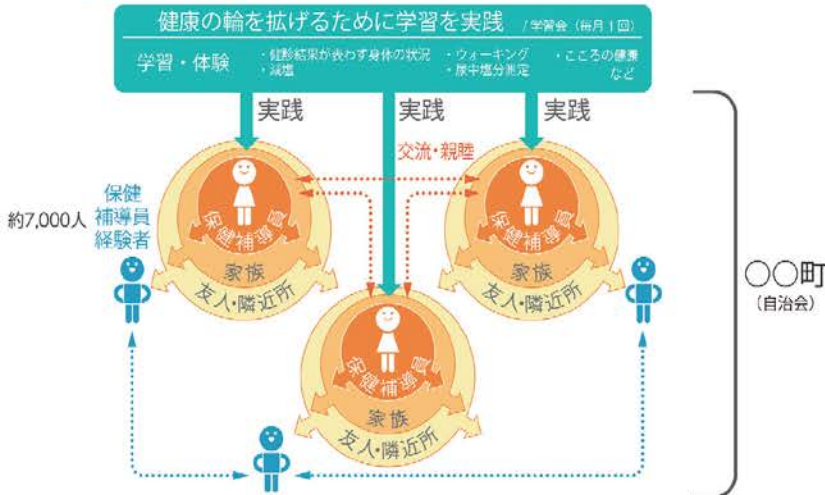 健康の輪を拡げるために学習を実践 /学習会（毎月1回）
学習・体験
・健診結果が表わす身体の状況
・減塩
・ウォーキング
・尿中塩分測定
・こころの健康
など
実践
実践
実践
交流・親睦
約7,000人
保健
補導員
経験者
保健補導員
家族
友人・隣近所
保健補導員
家族
友人・隣近所
保健補導員
家族
友人・隣近所
〇〇町
（自治会）